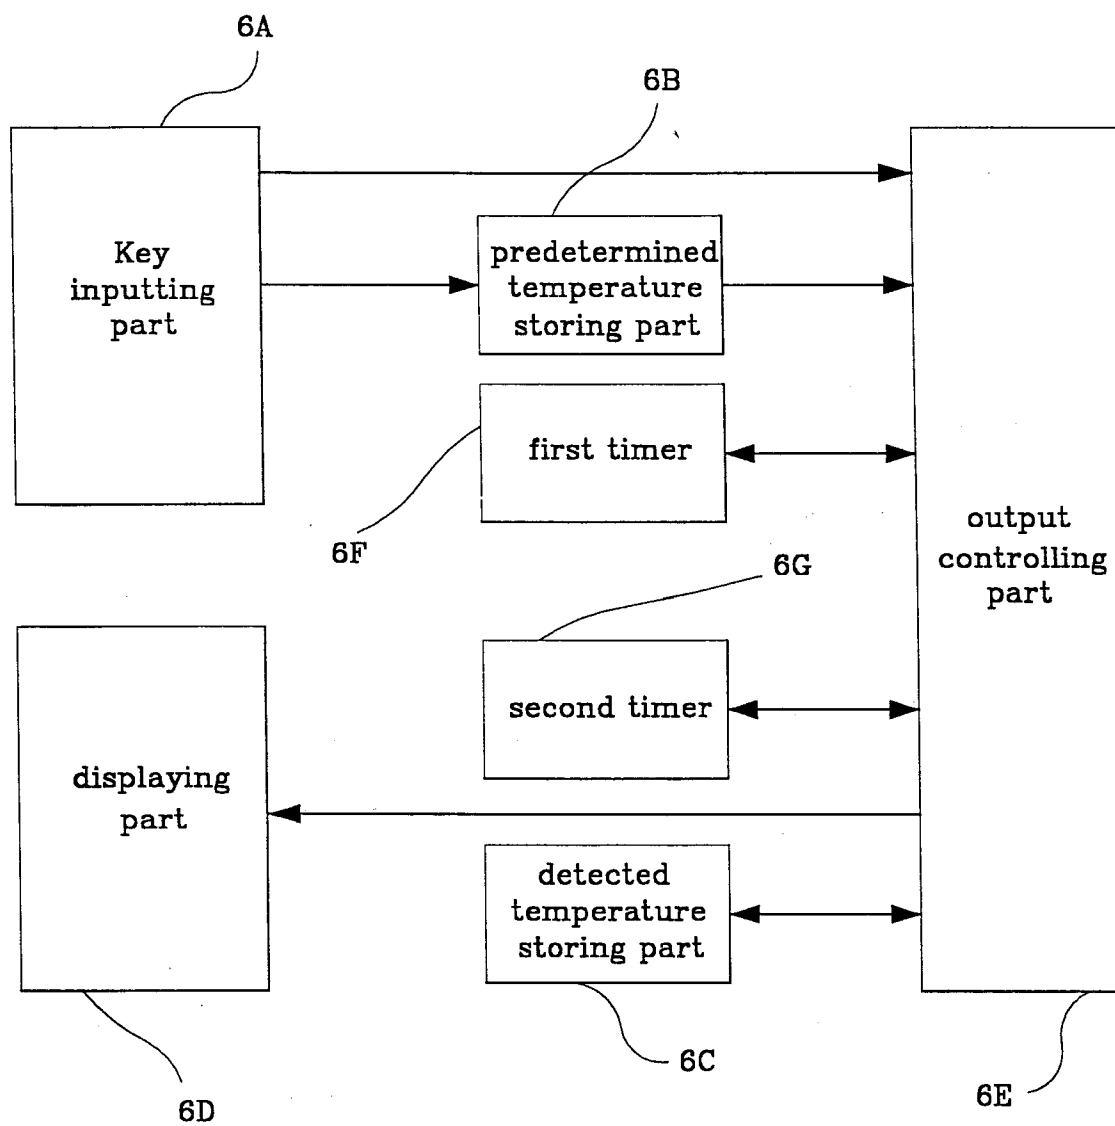 6A
6B
Key
inputting
part
predetermined
temperature
storing part
first timer
6F
output
controlling
part
6G
second timer
displaying
part
detected
temperature
storing part
6C
6D
6E